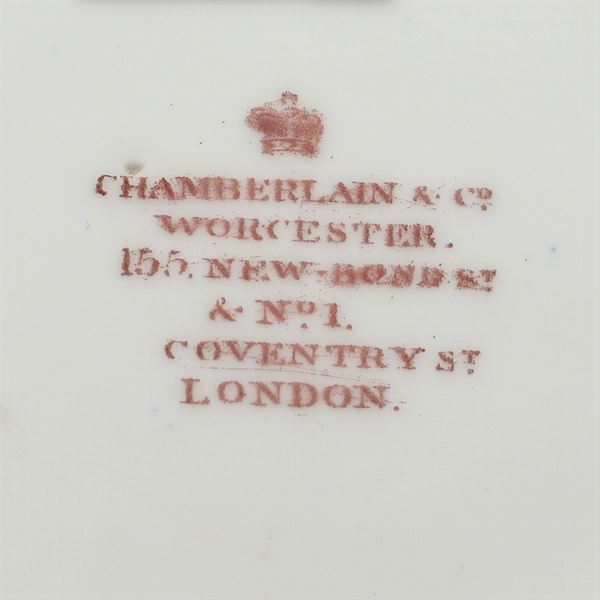 CHAMBERLAIN & Co.
WORCESTER.
155, NEW BOND St.
& No. 1.
COVENTRY St.
LONDON.